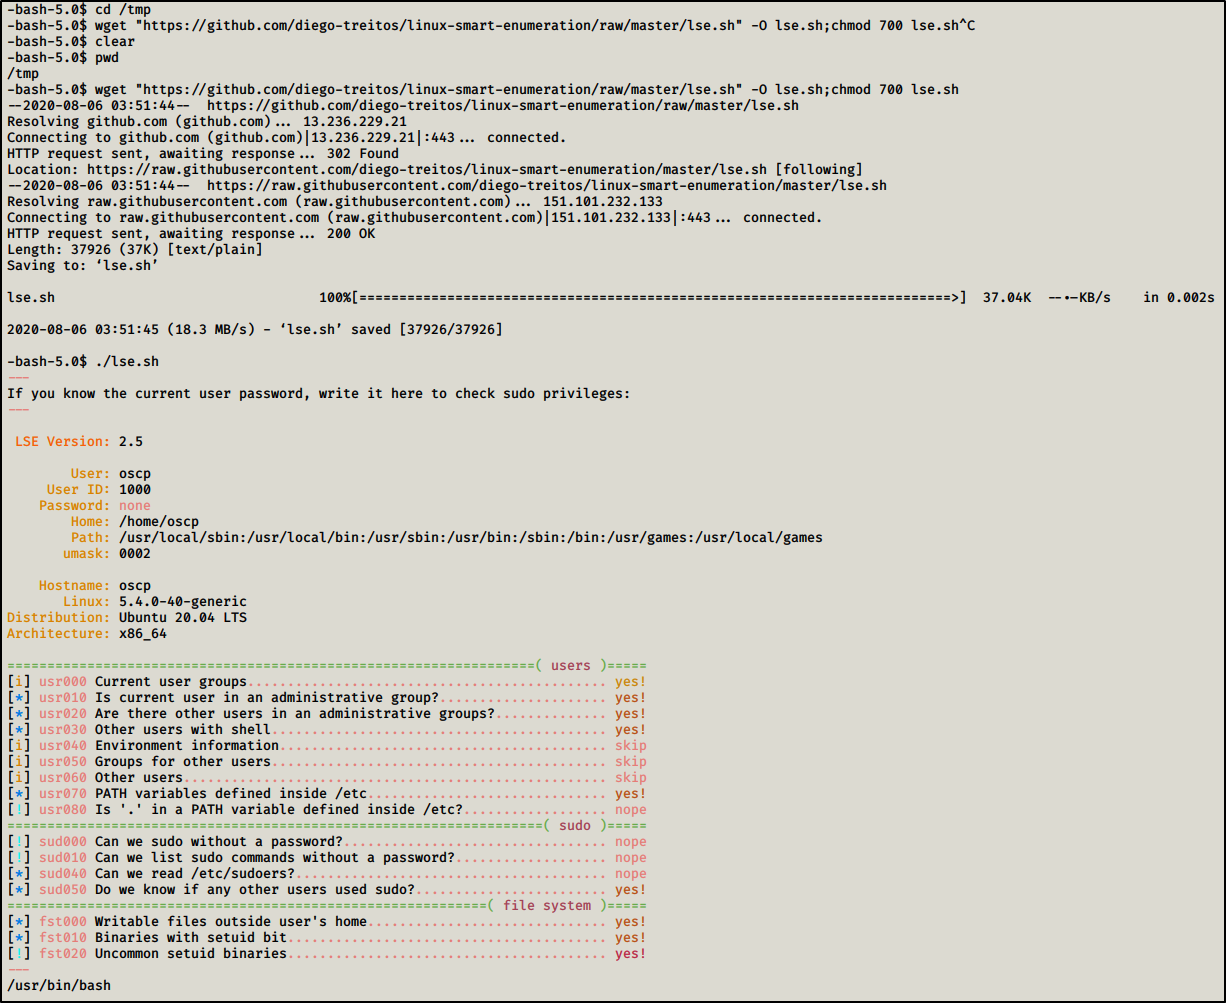 -bash-5.0$ cd /tmp
-bash-5.0$ wget "https://github.com/diego-treitos/linux-smart-enumeration/raw/master/lse.sh" -O lse.sh;chmod 700 lse.sh^C
-bash-5.0$ clear
-bash-5.0$ pwd
/tmp
-bash-5.0$ wget "https://github.com/diego-treitos/linux-smart-enumeration/raw/master/lse.sh" -O lse.sh;chmod 700 lse.sh
--2020-08-06 03:51:44--  https://github.com/diego-treitos/linux-smart-enumeration/raw/master/lse.sh
Resolving github.com (github.com)... 13.236.229.21
Connecting to github.com (github.com)|13.236.229.21|:443... connected.
HTTP request sent, awaiting response... 302 Found
Location: https://raw.githubusercontent.com/diego-treitos/linux-smart-enumeration/master/lse.sh [following]
--2020-08-06 03:51:44--  https://raw.githubusercontent.com/diego-treitos/linux-smart-enumeration/master/lse.sh
Resolving raw.githubusercontent.com (raw.githubusercontent.com)... 151.101.232.133
Connecting to raw.githubusercontent.com (raw.githubusercontent.com)|151.101.232.133|:443... connected.
HTTP request sent, awaiting response... 200 OK
Length: 37926 (37K) [text/plain]
Saving to: ‘lse.sh’
lse.sh                                 100%[==========================================================================>]  37.04K  --.-KB/s    in 0.002s
2020-08-06 03:51:45 (18.3 MB/s) - ‘lse.sh’ saved [37926/37926]
-bash-5.0$ ./lse.sh
---
If you know the current user password, write it here to check sudo privileges:
---
LSE Version: 2.5
User: oscp
User ID: 1000
Password: none
Home: /home/oscp
Path: /usr/local/sbin:/usr/local/bin:/usr/sbin:/usr/bin:/sbin:/bin:/usr/games:/usr/local/games
umask: 0002
Hostname: oscp
Linux: 5.4.0-40-generic
Distribution: Ubuntu 20.04 LTS
Architecture: x86_64
==================================================================( users )=====
[i] usr000 Current user groups............................................. yes!
[*] usr010 Is current user in an administrative group?..................... yes!
[*] usr020 Are there other users in an administrative groups?.............. yes!
[*] usr030 Other users with shell.......................................... yes!
[i] usr040 Environment information......................................... skip
[i] usr050 Groups for other users.......................................... skip
[i] usr060 Other users..................................................... skip
[*] usr070 PATH variables defined inside /etc.............................. yes!
[!] usr080 Is '.' in a PATH variable defined inside /etc?.................. nope
===================================================================( sudo )=====
[!] sud000 Can we sudo without a password?................................. nope
[!] sud010 Can we list sudo commands without a password?................... nope
[*] sud040 Can we read /etc/sudoers?....................................... nope
[*] sud050 Do we know if any other users used sudo?........................ yes!
============================================================( file system )=====
[*] fst000 Writable files outside user's home.............................. yes!
[*] fst010 Binaries with setuid bit........................................ yes!
[!] fst020 Uncommon setuid binaries........................................ yes!
---
/usr/bin/bash